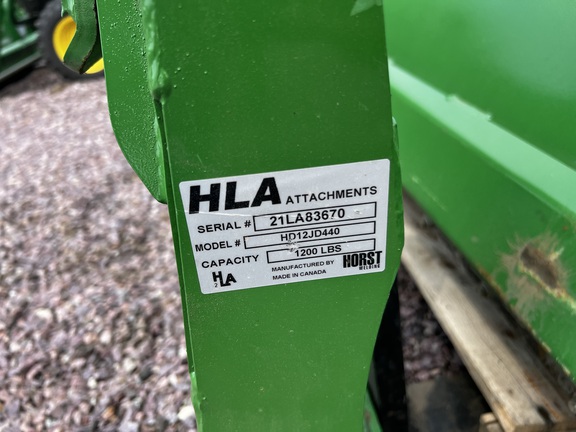 HLA ATTACHMENTS
SERIAL # 21LA83670
MODEL # HD12JD440
CAPACITY 1200 LBS
MANUFACTURED BY HORST
MADE IN CANADA WELDING
HLA